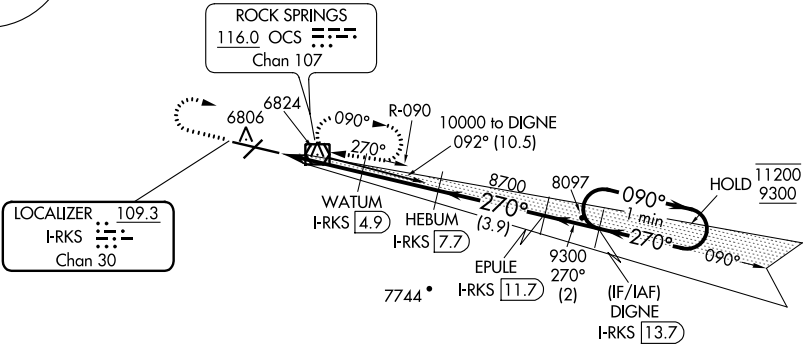 ROCK SPRINGS
116.0 OCS
Chan 107
6806
6824
090°
270°
R-090
10000 to DIGNE
092° (10.5)
LOCALIZER 109.3
I-RKS
Chan 30
WATUM
I-RKS 4.9
HEBUM
I-RKS 7.7
8700
270°
(3.9)
8097
090°
1 min
270°
HOLD
11200
9300
090°
EPULE
I-RKS 11.7
9300
270°
(2)
(IF/IAF)
DIGNE
I-RKS 13.7
7744